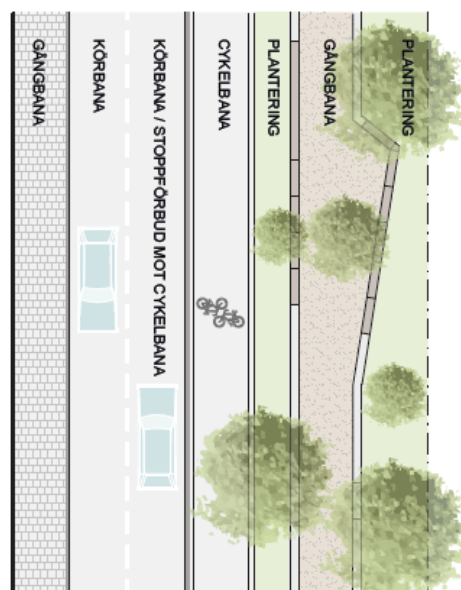 GÅNGBANA
KÖRBANA
KÖRBANA / STOPPFÖRBUD MOT CYKELBANA
CYKELBANA
PLANTERING
GÅNGBANA
PLANTERING